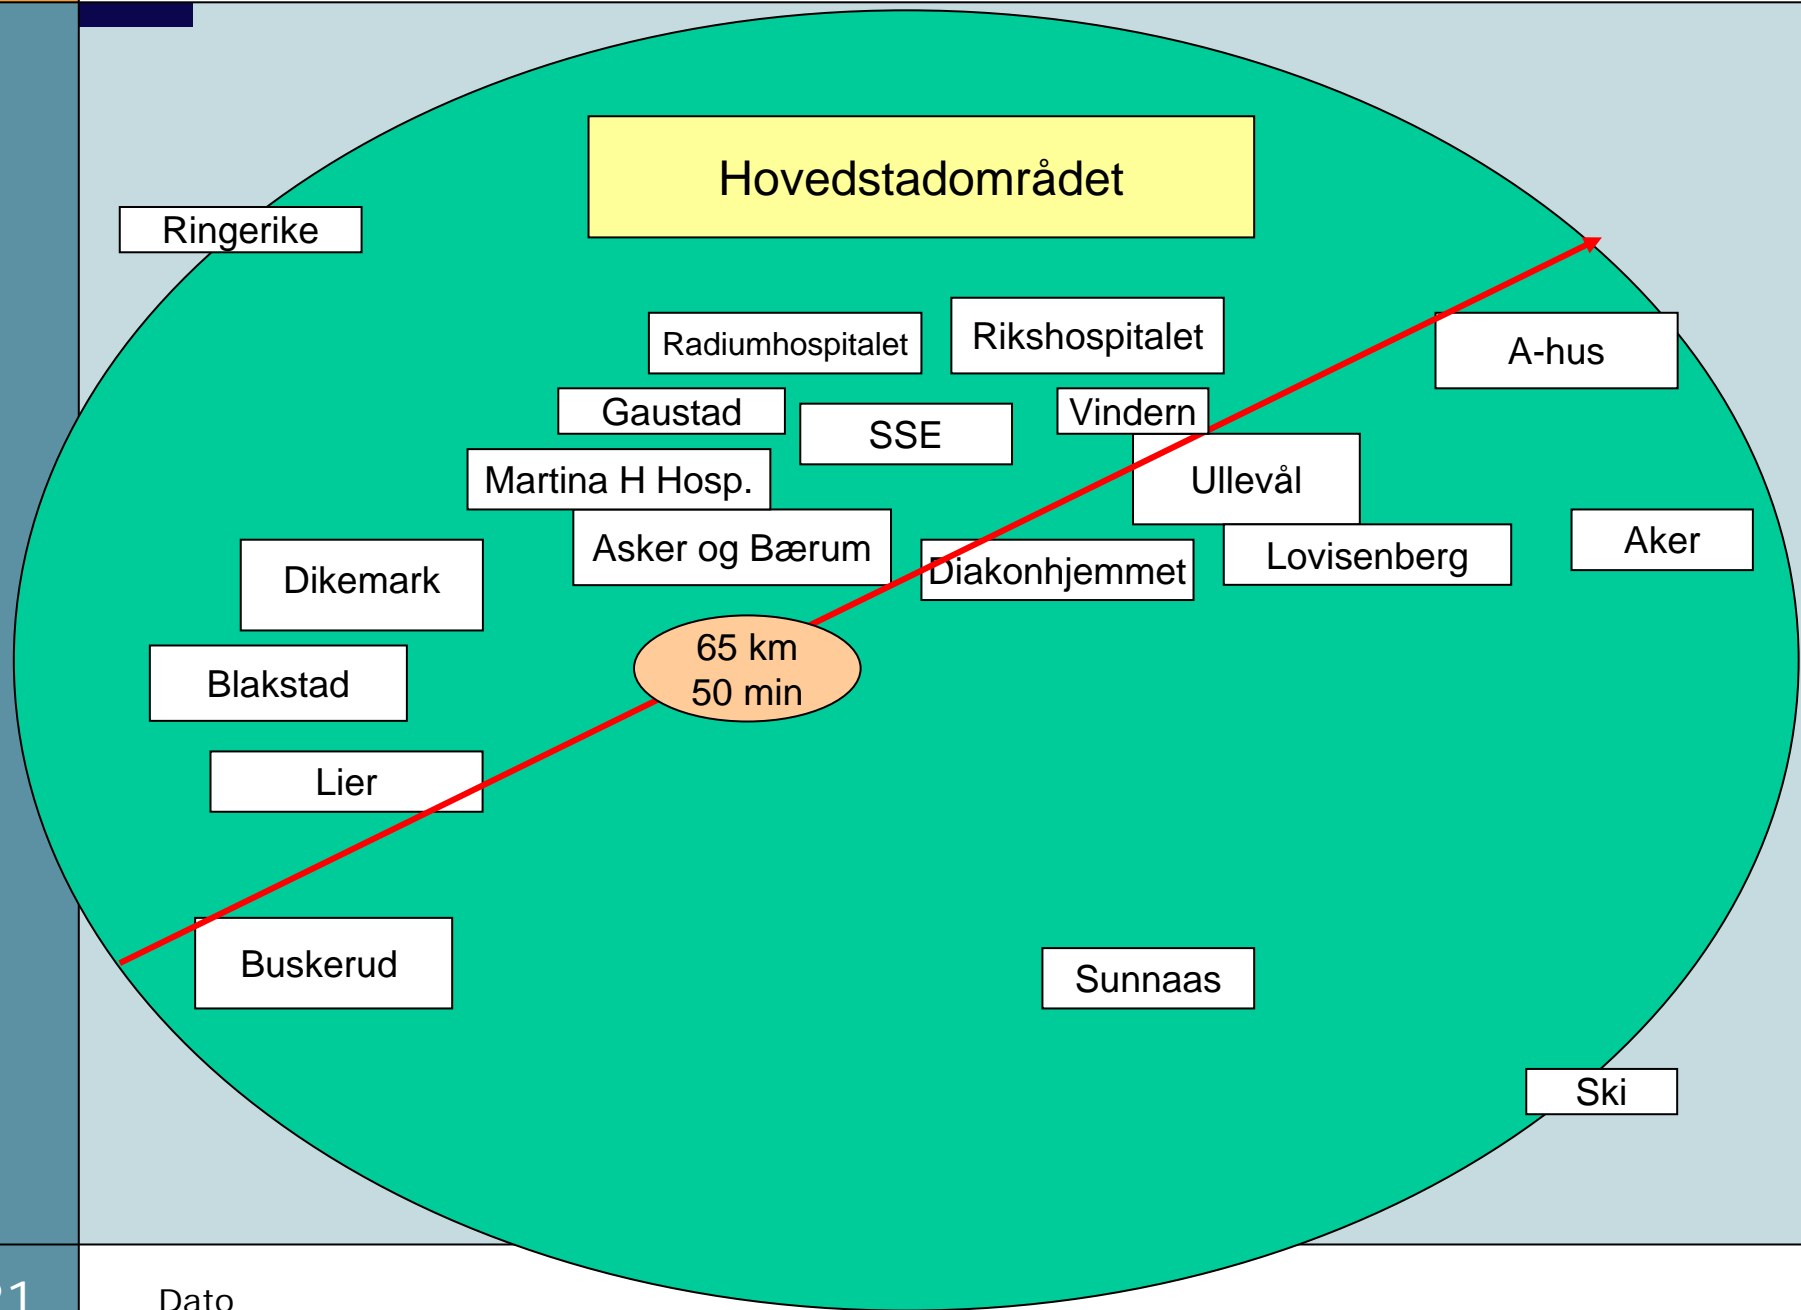 Hovedstadområdet
Ringerike
Radiumhospitalet
Rikshospitalet
A-hus
Gaustad
SSE
Vindern
Martina H Hosp.
Ullevål
Asker og Bærum
Diakonhjemmet
Lovisenberg
Aker
Dikemark
65 km
50 min
Blakstad
Lier
Buskerud
Sunnaas
Ski
Dato